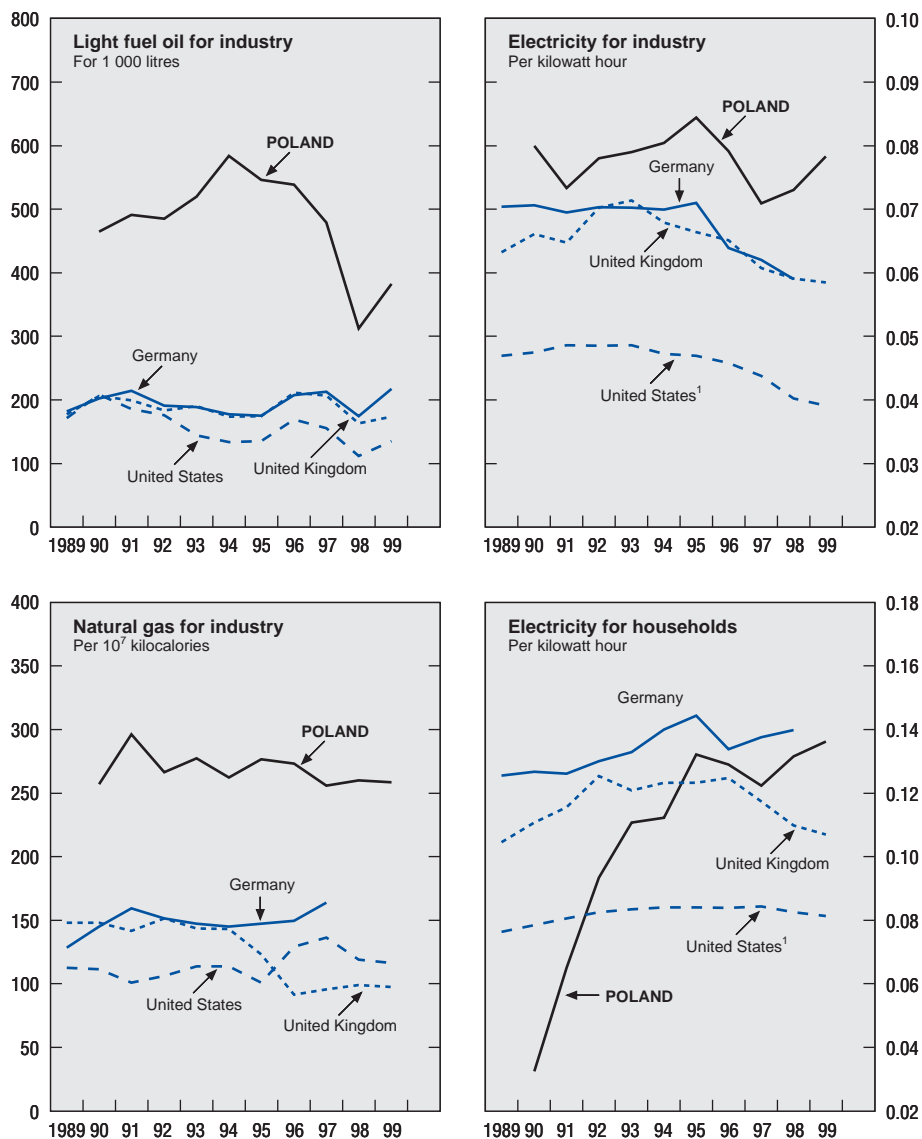 Light fuel oil for industry
For 1 000 litres
800
700
600
500
400
300
200
100
0
POLAND
Germany
United States
United Kingdom
1989 90 91 92 93 94 95 96 97 98 99
Electricity for industry
Per kilowatt hour
0.10
0.09
0.08
0.07
0.06
0.05
0.04
0.03
0.02
POLAND
Germany
United Kingdom
United States1
1989 90 91 92 93 94 95 96 97 98 99
Natural gas for industry
Per 10⁷ kilocalories
400
350
300
250
200
150
100
50
0
POLAND
Germany
United States
United Kingdom
1989 90 91 92 93 94 95 96 97 98 99
Electricity for households
Per kilowatt hour
0.18
0.16
0.14
0.12
0.10
0.08
0.06
0.04
0.02
Germany
United Kingdom
United States1
POLAND
1989 90 91 92 93 94 95 96 97 98 99